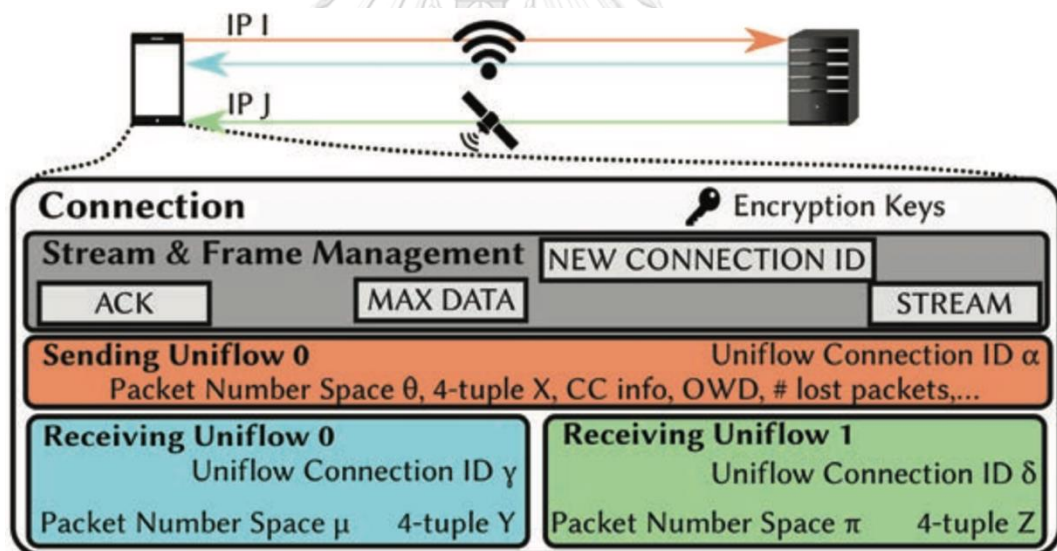 IP I
IP J
Connection
Encryption Keys
Stream & Frame Management
NEW CONNECTION ID
ACK
MAX DATA
STREAM
Sending Uniflow 0
Uniflow Connection ID α
Packet Number Space θ, 4-tuple X, CC info, OWD, # lost packets,...
Receiving Uniflow 0
Uniflow Connection ID γ
Packet Number Space μ 4-tuple Y
Receiving Uniflow 1
Uniflow Connection ID δ
Packet Number Space π 4-tuple Z